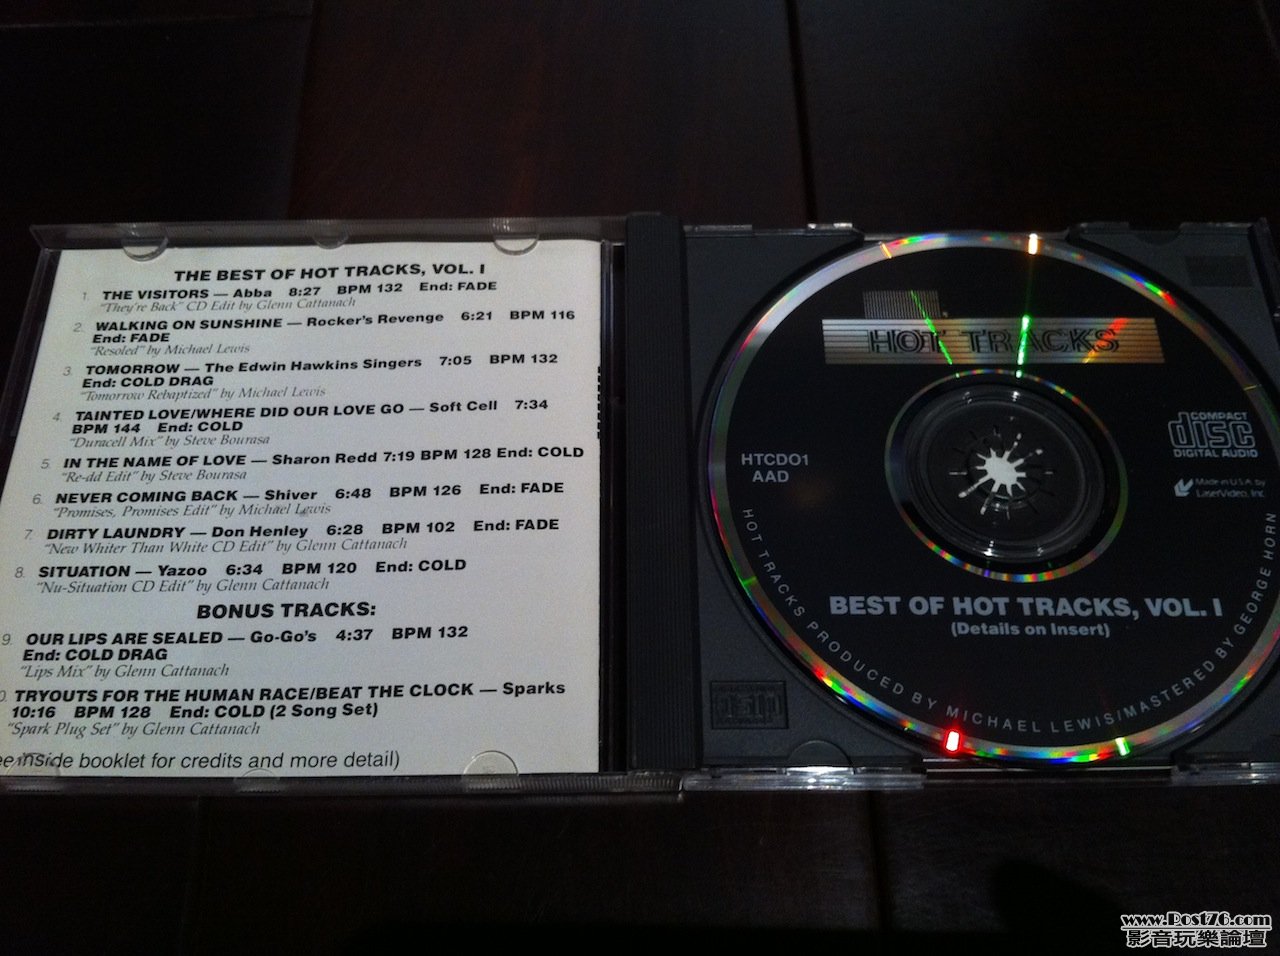 THE BEST OF HOT TRACKS, VOL. I
1. THE VISITORS — Abba 8:27 BPM 132 End: FADE
"They're Back" CD Edit by Glenn Cattanach
2. WALKING ON SUNSHINE — Rocker's Revenge 6:21 BPM 116
End: FADE
"Resoled" by Michael Lewis
3. TOMORROW — The Edwin Hawkins Singers 7:05 BPM 132
End: COLD DRAG
"Tomorrow Rebaptized" by Michael Lewis
4. TAINTED LOVE/WHERE DID OUR LOVE GO — Soft Cell 7:34
BPM 144 End: COLD
"Duracell Mix" by Steve Bourasa
5. IN THE NAME OF LOVE — Sharon Redd 7:19 BPM 128 End: COLD
"Re-dd Edit" by Steve Bourasa
6. NEVER COMING BACK — Shiver 6:48 BPM 126 End: FADE
"Promises, Promises Edit" by Michael Lewis
7. DIRTY LAUNDRY — Don Henley 6:28 BPM 102 End: FADE
"New Whiter Than White CD Edit" by Glenn Cattanach
8. SITUATION — Yazoo 6:34 BPM 120 End: COLD
"Nu-Situation CD Edit" by Glenn Cattanach
BONUS TRACKS:
9. OUR LIPS ARE SEALED — Go-Go's 4:37 BPM 132
End: COLD DRAG
"Lips Mix" by Glenn Cattanach
0. TRYOUTS FOR THE HUMAN RACE/BEAT THE CLOCK — Sparks
10:16 BPM 128 End: COLD (2 Song Set)
"Spark Plug Set" by Glenn Cattanach
ee inside booklet for credits and more detail)
HOT TRACKS
COMPACT
disc
DIGITAL AUDIO
HTCDO1
AAD
Made in U.S.A. by
LaserVideo, Inc.
BEST OF HOT TRACKS, VOL. I
(Details on Insert)
HOT TRACKS PRODUCED BY MICHAEL LEWIS/MASTERED BY GEORGE HORN
www.Post76.com
影音玩樂論壇